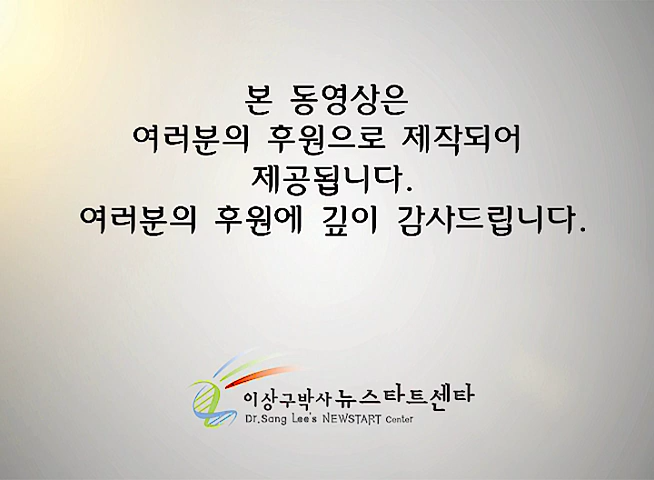 본 동영상은
여러분의 후원으로 제작되어
제공됩니다.
여러분의 후원에 깊이 감사드립니다.
이상구박사 뉴스타트센타
Dr.Sang Lee's NEWSTART Center